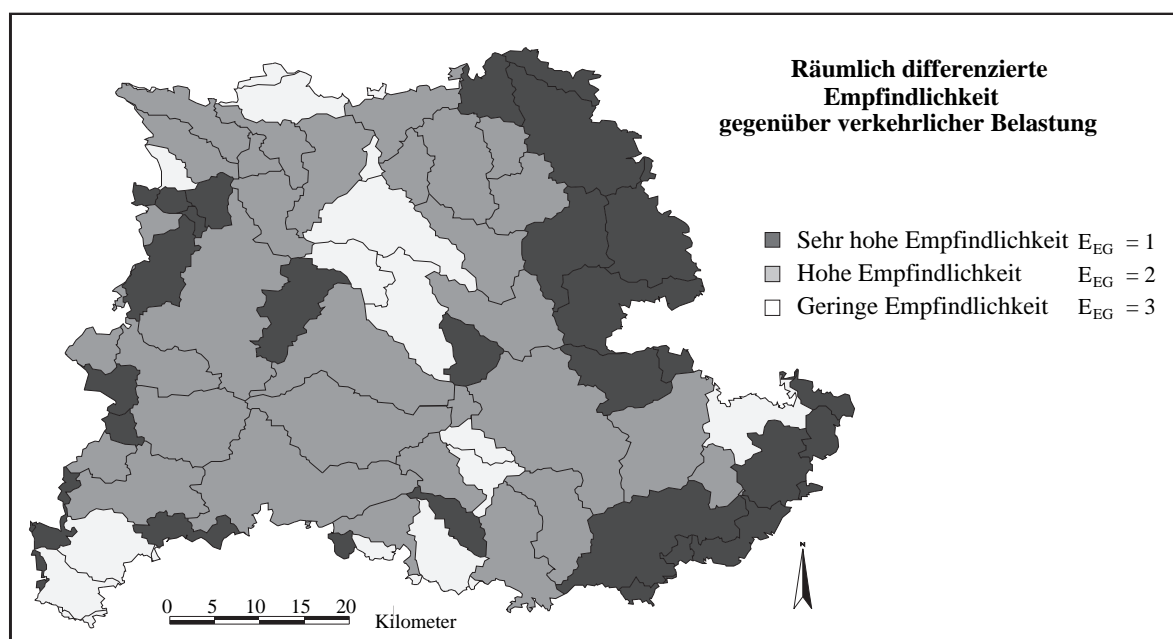 Räumlich differenzierte
Empfindlichkeit
gegenüber verkehrlicher Belastung
Sehr hohe Empfindlichkeit E_EG = 1
Hohe Empfindlichkeit E_EG = 2
Geringe Empfindlichkeit E_EG = 3
N
0 5 10 15 20
Kilometer